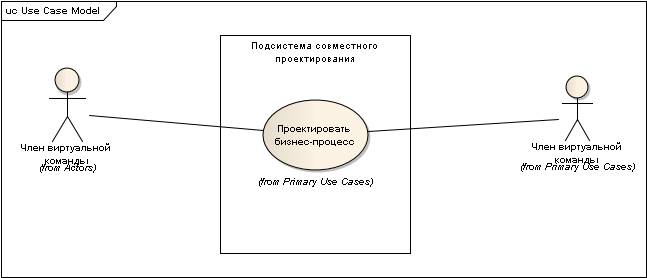 uc Use Case Model
Подсистема совместного
проектирования
Проектировать
бизнес-процесс
(from Primary Use Cases)
Член виртуальной
команды
(from Actors)
Член виртуальной
команды
(from Primary Use Cases)